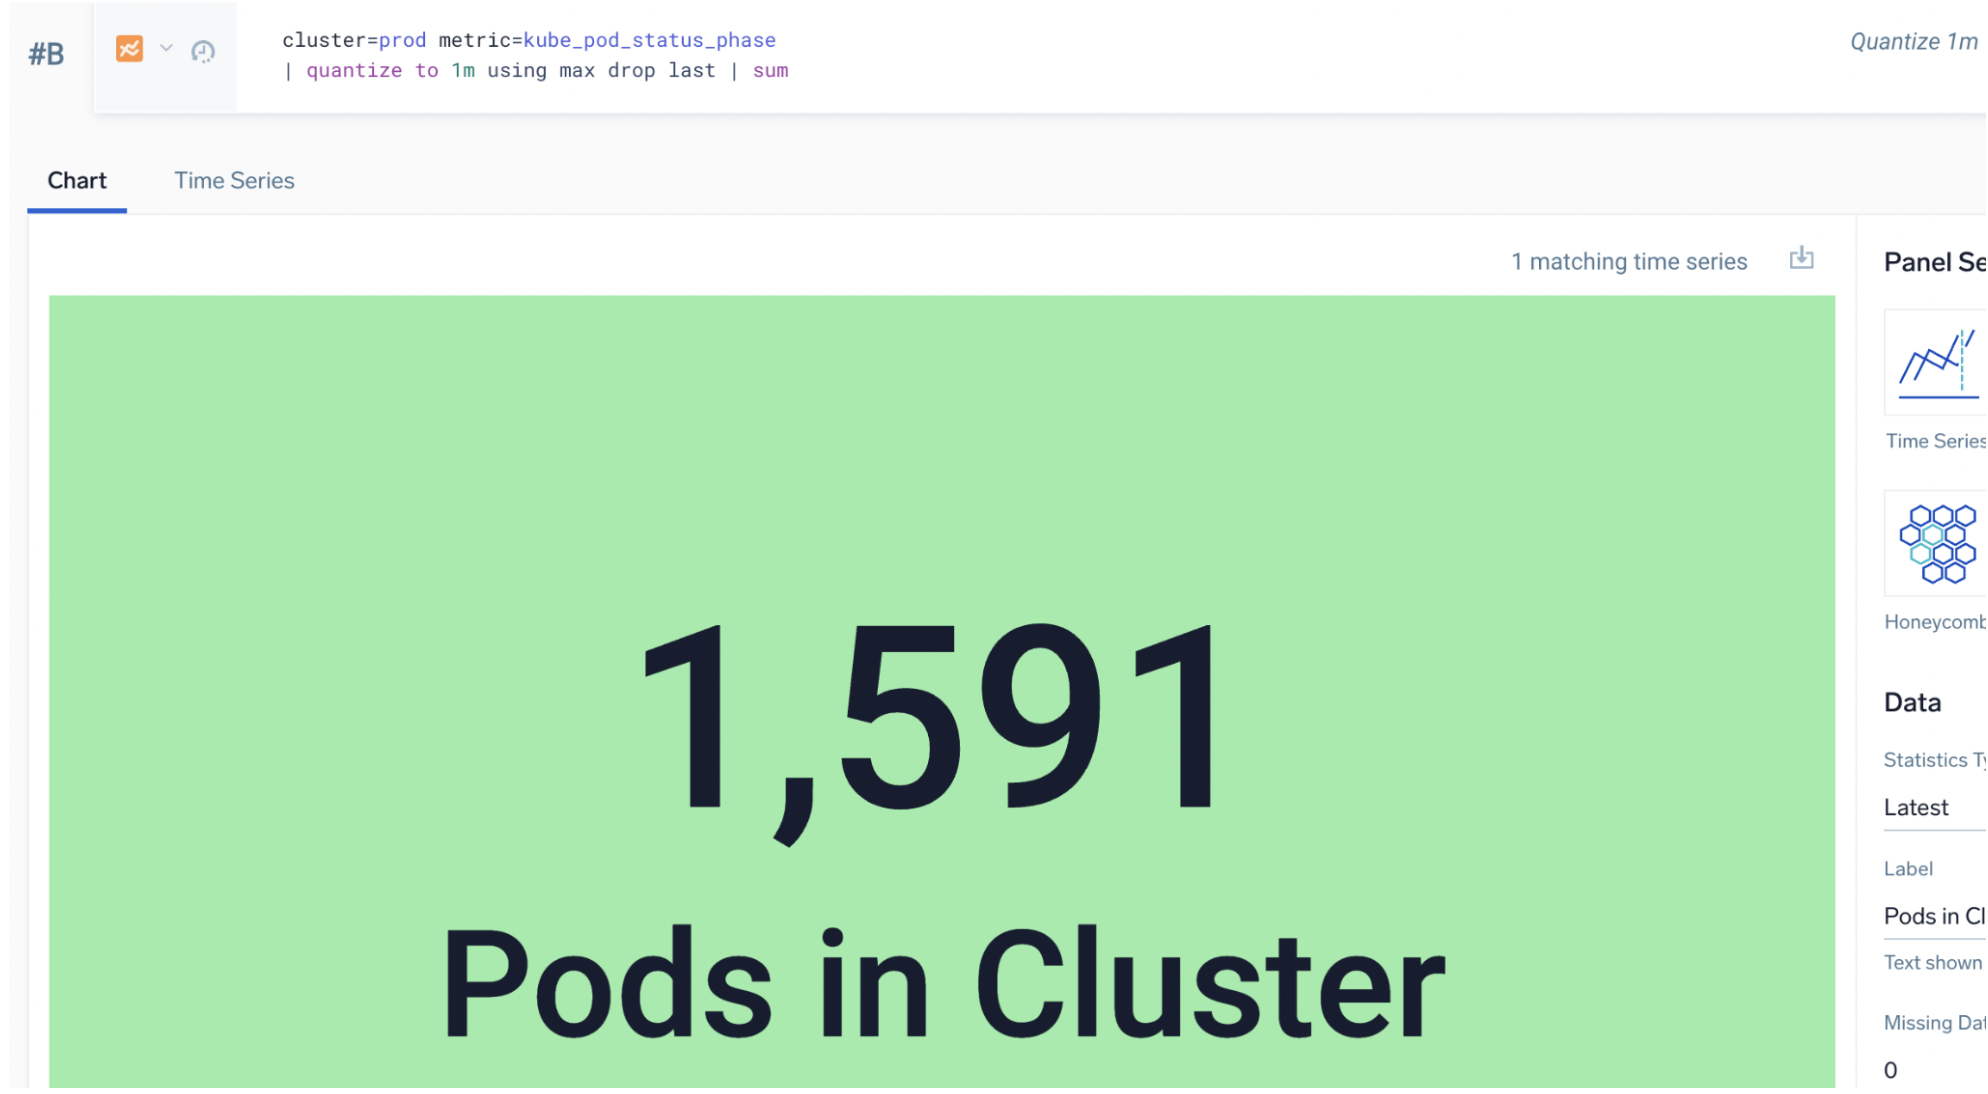 #B
cluster=prod metric=kube_pod_status_phase
| quantize to 1m using max drop last | sum
Quantize 1m
Chart
Time Series
1 matching time series
Panel Se
Time Series
Honeycomb
1,591
Pods in Cluster
Data
Statistics Ty
Latest
Label
Pods in Cl
Text shown
Missing Dat
0